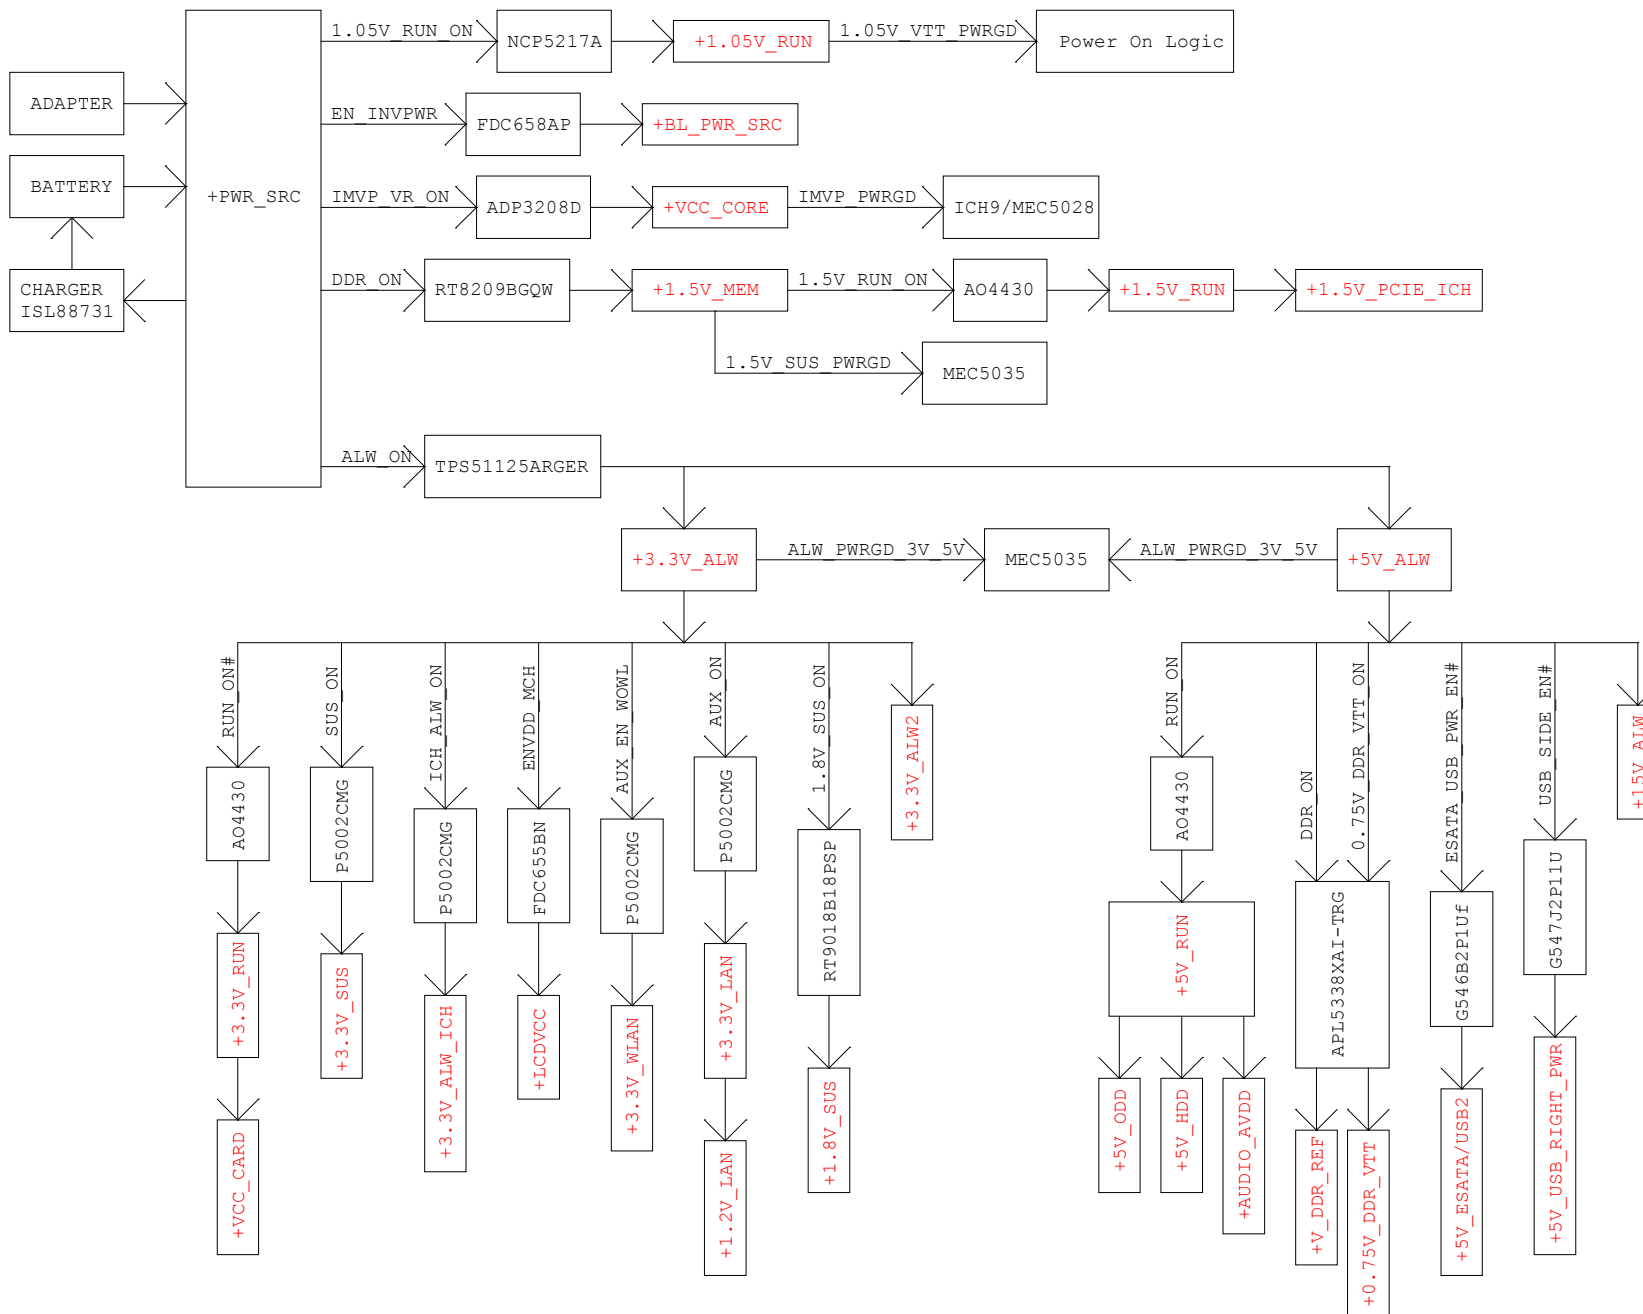 1.05V_RUN_ON
NCP5217A
+1.05V_RUN
1.05V_VTT_PWRGD
Power On Logic
ADAPTER
EN_INVPWR
FDC658AP
+BL_PWR_SRC
BATTERY
+PWR_SRC
IMVP_VR_ON
ADP3208D
+VCC_CORE
IMVP_PWRGD
ICH9/MEC5028
CHARGER
ISL88731
DDR_ON
RT8209BGQW
+1.5V_MEM
1.5V_RUN_ON
AO4430
+1.5V_RUN
+1.5V_PCIE_ICH
1.5V_SUS_PWRGD
MEC5035
ALW_ON
TPS51125ARGER
+3.3V_ALW
ALW_PWRGD_3V_5V
MEC5035
ALW_PWRGD_3V_5V
+5V_ALW
RUN_ON#
SUS_ON
ICH_ALW_ON
ENVDD_MCH
AUX_EN_WOWL
AUX_ON
1.8V_SUS_ON
+3.3V_ALW2
RUN_ON
DDR_ON
0.75V_DDR_VTT_ON
ESATA_USB_PWR_EN#
USB_SIDE_EN#
+15V_ALW
AO4430
P5002CMG
P5002CMG
FDC655BN
P5002CMG
P5002CMG
RT9018B18PSP
AO4430
APL5338XAI-TRG
G546B2P1Uf
G547J2P11U
+3.3V_RUN
+3.3V_SUS
+3.3V_ALW_ICH
+LCDVCC
+3.3V_WLAN
+3.3V_LAN
+1.8V_SUS
+5V_RUN
+VCC_CARD
+1.2V_LAN
+5V_ODD
+5V_HDD
+AUDIO_AVDD
+V_DDR_REF
+0.75V_DDR_VTT
+5V_ESATA/USB2
+5V_USB_RIGHT_PWR